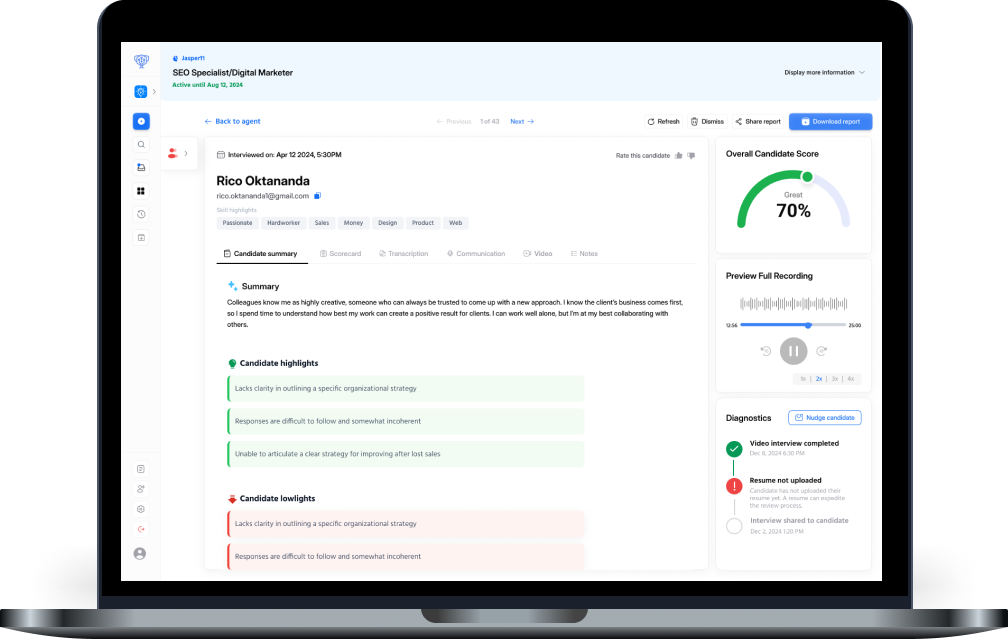 Jasper11
SEO Specialist/Digital Marketer
Active until Aug 12, 2024
Display more information
Back to agent
Previous 1 of 43 Next
Refresh Dismiss Share report Download report
Interviewed on: Apr 12 2024, 5:30PM
Rate this candidate
Rico Oktananda
rico.oktananda1@gmail.com
Skill highlights
Passionate Hardworker Sales Money Design Product Web
Candidate summary Scorecard Transcription Communication Video Notes
Summary
Colleagues know me as highly creative, someone who can always be trusted to come up with a new approach. I know the client's business comes first,
so I spend time to understand how best my work can create a positive result for clients. I can work well alone, but I'm at my best collaborating with
others.
Candidate highlights
Lacks clarity in outlining a specific organizational strategy
Responses are difficult to follow and somewhat incoherent
Unable to articulate a clear strategy for improving after lost sales
Candidate lowlights
Lacks clarity in outlining a specific organizational strategy
Responses are difficult to follow and somewhat incoherent
Overall Candidate Score
Great
70%
Preview Full Recording
12:56 25:00
1x | 2x | 3x | 4x
Diagnostics Nudge candidate
Video interview completed
Dec 8, 2024 6:30 PM
Resume not uploaded
Candidate has not uploaded their
resume yet. A resume can expedite
the review process.
Interview shared to candidate
Dec 2, 2024 1:20 PM